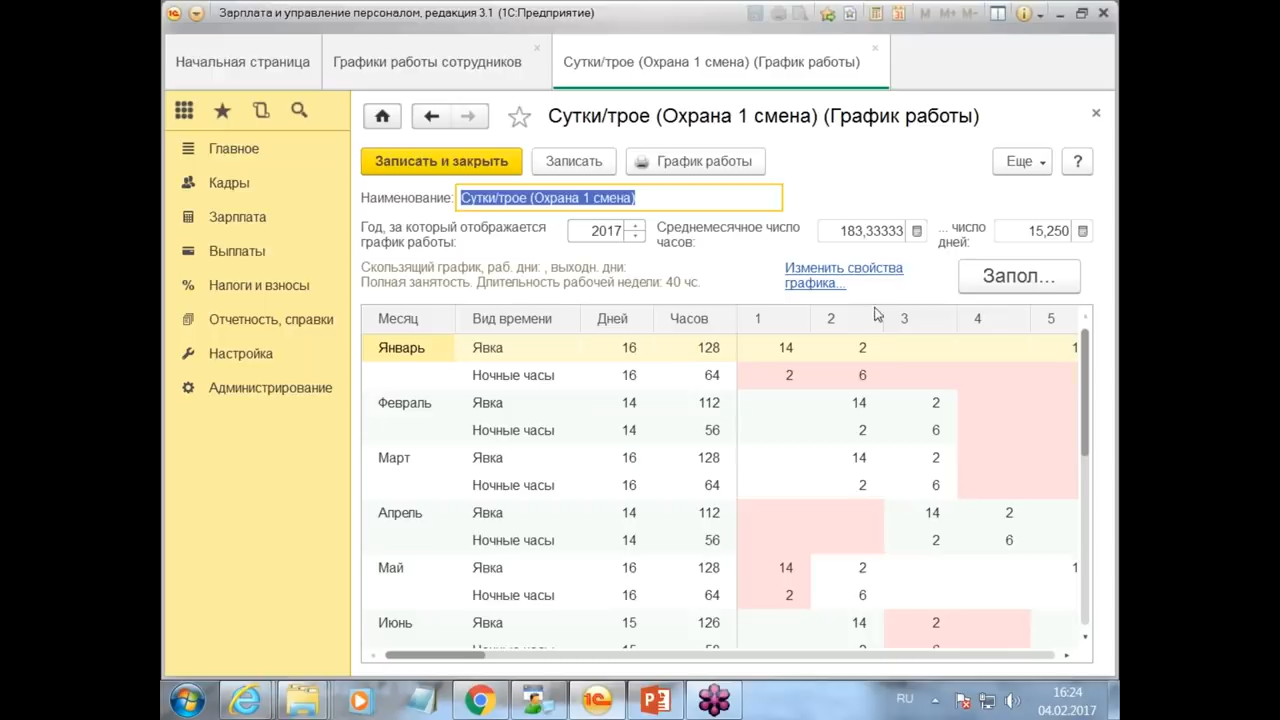 Зарплата и управление персоналом, редакция 3.1 (1С:Предприятие)
M M+ M-
Начальная страница
Графики работы сотрудников
Сутки/трое (Охрана 1 смена) (График работы)
Сутки/трое (Охрана 1 смена) (График работы)
Главное
Кадры
Зарплата
Выплаты
Налоги и взносы
Отчетность, справки
Настройка
Администрирование
Записать и закрыть Записать График работы Еще ?
Наименование: Сутки/трое (Охрана 1 смена)
Год, за который отображается график работы: 2017 Среднемесячное число часов: 183,33333 ... число дней: 15,250
Скользящий график, раб. дни: , выходн. дни:
Полная занятость. Длительность рабочей недели: 40 чс.
Изменить свойства
графика...
Запол...
Месяц Вид времени Дней Часов 1 2 3 4 5
Январь Явка 16 128 14 2 1
Ночные часы 16 64 2 6
Февраль Явка 14 112 14 2
Ночные часы 14 56 2 6
Март Явка 16 128 14 2
Ночные часы 16 64 2 6
Апрель Явка 14 112 14 2
Ночные часы 14 56 2 6
Май Явка 16 128 14 2 1
Ночные часы 16 64 2 6
Июнь Явка 15 126 14 2
RU
16:24
04.02.2017